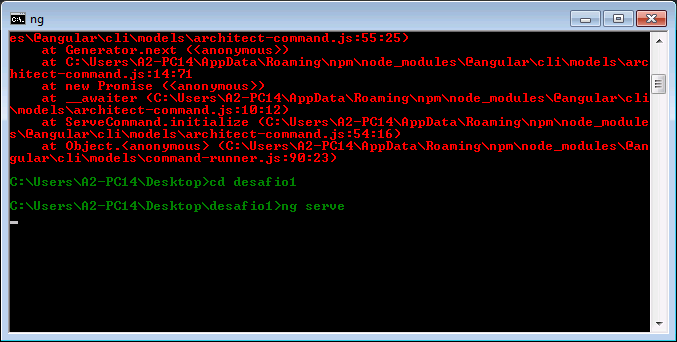 ng
es\@angular\cli\models\architect-command.js:55:25)
    at Generator.next (<anonymous>)
    at C:\Users\A2-PC14\AppData\Roaming\npm\node_modules\@angular\cli\models\arc
hitect-command.js:14:71
    at new Promise (<anonymous>)
    at __awaiter (C:\Users\A2-PC14\AppData\Roaming\npm\node_modules\@angular\cli
\models\architect-command.js:10:12)
    at ServeCommand.initialize (C:\Users\A2-PC14\AppData\Roaming\npm\node_module
s\@angular\cli\models\architect-command.js:54:16)
    at Object.<anonymous> (C:\Users\A2-PC14\AppData\Roaming\npm\node_modules\@an
gular\cli\models\command-runner.js:90:23)
C:\Users\A2-PC14\Desktop>cd desafio1
C:\Users\A2-PC14\Desktop\desafio1>ng serve